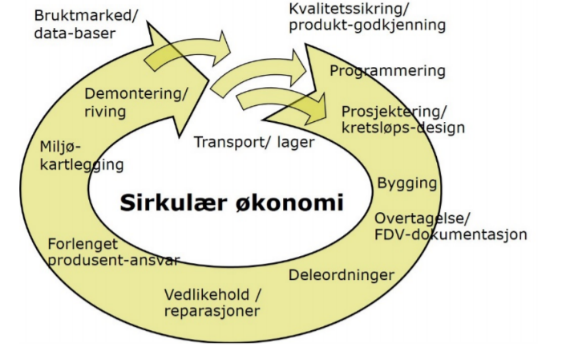 Bruktmarked/
data-baser
Kvalitetssikring/
produkt-godkjenning
Programmering
Demontering/
riving
Prosjektering/
kretsløps-design
Transport/ lager
Miljø-
kartlegging
Sirkulær økonomi
Bygging
Overtagelse/
FDV-dokumentasjon
Forlenget
produsent-ansvar
Deleordninger
Vedlikehold /
reparasjoner